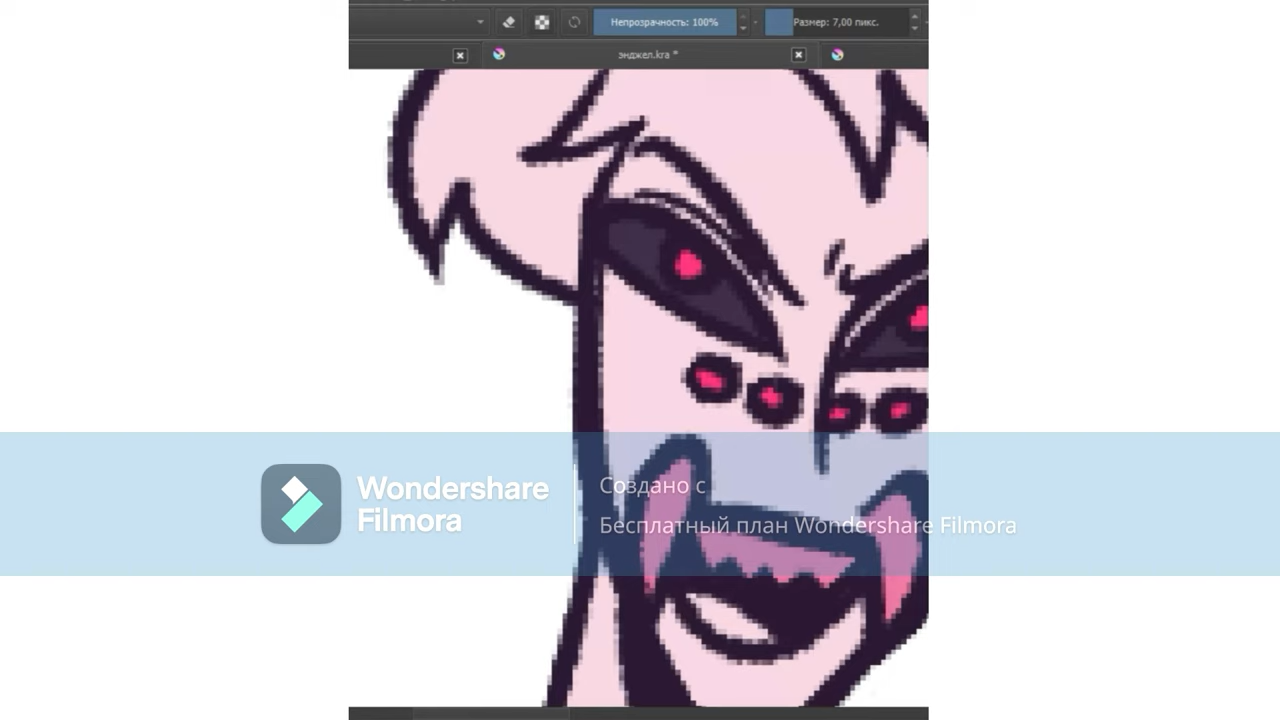 Непрозрачность: 100%
Размер: 7,00 пикс.
энджел.kra *
Wondershare
Filmora
Создано с
Бесплатный план Wondershare Filmora